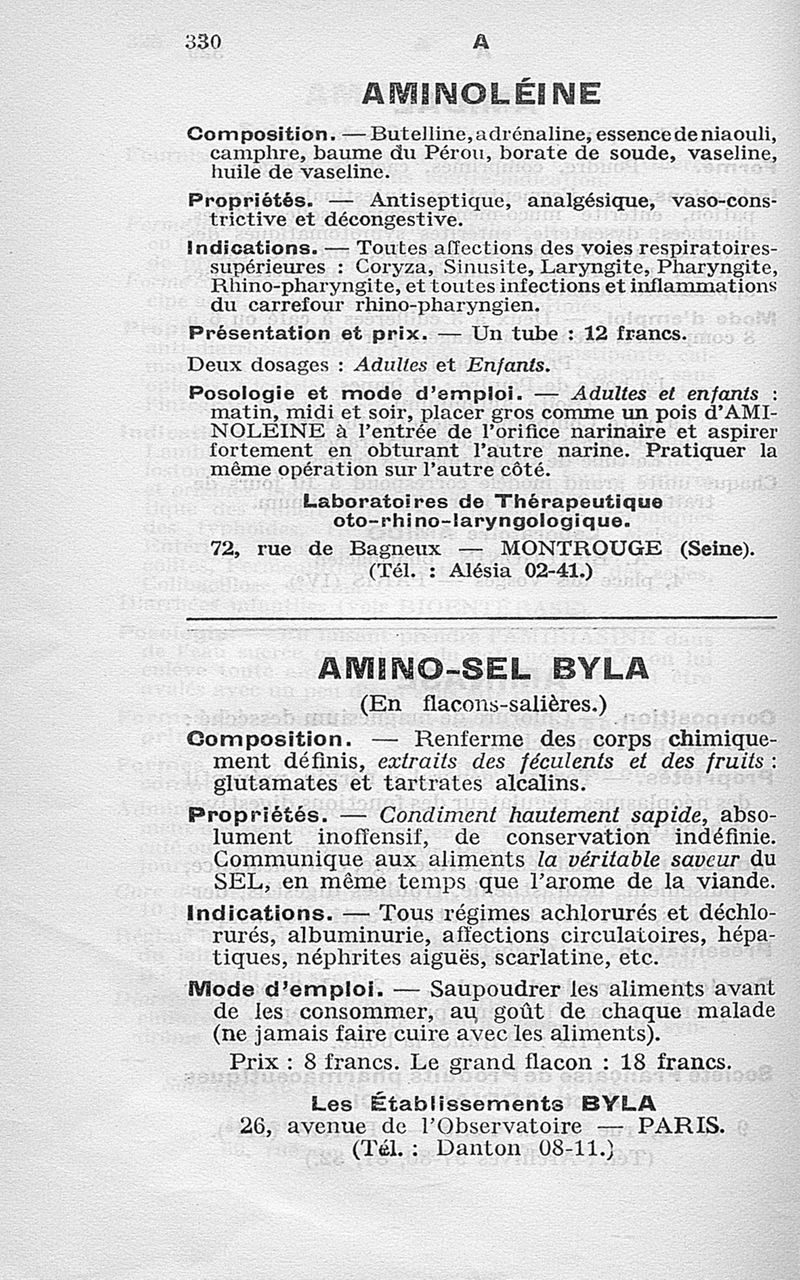 330 A
AMINOLÉINE
Composition. — Butelline, adrénaline, essence de niaouli,
camphre, baume du Pérou, borate de soude, vaseline,
huile de vaseline.
Propriétés. — Antiseptique, analgésique, vaso-cons-
trictive et décongestive.
Indications. — Toutes affections des voies respiratoires-
supérieures : Coryza, Sinusite, Laryngite, Pharyngite,
Rhino-pharyngite, et toutes infections et inflammations
du carrefour rhino-pharyngien.
Présentation et prix. — Un tube : 12 francs.
Deux dosages : Adultes et Enfants.
Posologie et mode d'emploi. — Adultes et enfants :
matin, midi et soir, placer gros comme un pois d'AMI-
NOLEINE à l'entrée de l'orifice narinaire et aspirer
fortement en obturant l'autre narine. Pratiquer la
même opération sur l'autre côté.
Laboratoires de Thérapeutique
oto-rhino-laryngologique.
72, rue de Bagneux — MONTROUGE (Seine).
(Tél. : Alésia 02-41.)
AMINO-SEL BYLA
(En flacons-salières.)
Composition. — Renferme des corps chimique-
ment définis, extraits des féculents et des fruits :
glutamates et tartrates alcalins.
Propriétés. — Condiment hautement sapide, abso-
lument inoffensif, de conservation indéfinie.
Communique aux aliments la véritable saveur du
SEL, en même temps que l'arome de la viande.
Indications. — Tous régimes achlorurés et déchlo-
rurés, albuminurie, affections circulatoires, hépa-
tiques, néphrites aiguës, scarlatine, etc.
Mode d'emploi. — Saupoudrer les aliments avant
de les consommer, au goût de chaque malade
(ne jamais faire cuire avec les aliments).
Prix : 8 francs. Le grand flacon : 18 francs.
Les Établissements BYLA
26, avenue de l'Observatoire — PARIS.
(Tél. : Danton 08-11.)